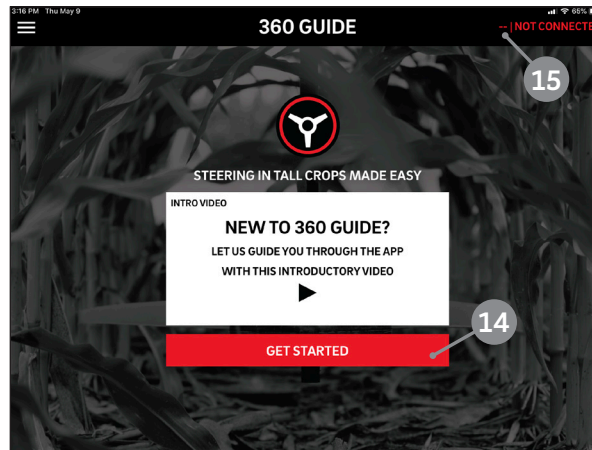 3:16 PM Thu May 9
65%
360 GUIDE
-- | NOT CONNECTE
15
STEERING IN TALL CROPS MADE EASY
INTRO VIDEO
NEW TO 360 GUIDE?
LET US GUIDE YOU THROUGH THE APP
WITH THIS INTRODUCTORY VIDEO
14
GET STARTED